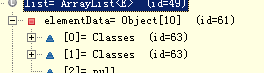 list= ArrayList<E> (id=49)
elementData= Object[10] (id=61)
[0]= Classes (id=63)
[1]= Classes (id=63)
[2]= null